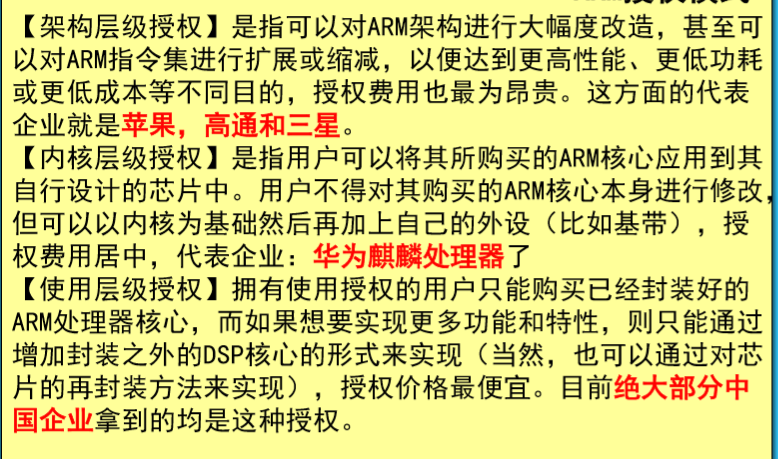 【架构层级授权】是指可以对ARM架构进行大幅度改造，甚至可
以对ARM指令集进行扩展或缩减，以便达到更高性能、更低功耗
或更低成本等不同目的，授权费用也最为昂贵。这方面的代表
企业就是苹果，高通和三星。
【内核层级授权】是指用户可以将其所购买的ARM核心应用到其
自行设计的芯片中。用户不得对其购买的ARM核心本身进行修改，
但可以以内核为基础然后再加上自己的外设（比如基带），授
权费用居中，代表企业：华为麒麟处理器了
【使用层级授权】拥有使用授权的用户只能购买已经封装好的
ARM处理器核心，而如果想要实现更多功能和特性，则只能通过
增加封装之外的DSP核心的形式来实现（当然，也可以通过对芯
片的再封装方法来实现），授权价格最便宜。目前绝大部分中
国企业拿到的均是这种授权。